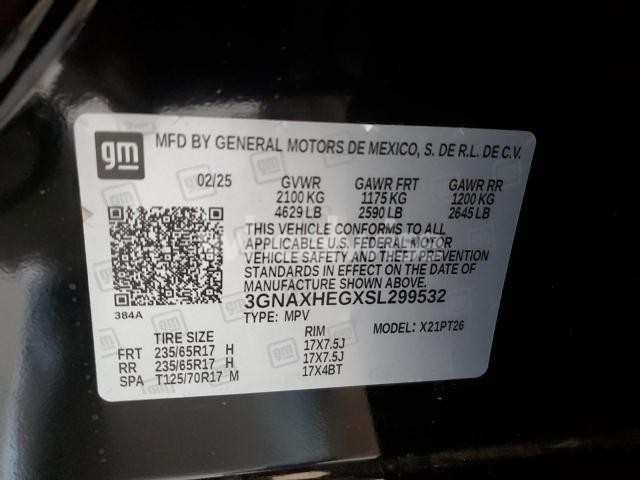 gm
MFD BY GENERAL MOTORS DE MEXICO, S. DE R.L. DE C.V.
02/25 GVWR GAWR FRT GAWR RR
2100 KG 1175 KG 1200 KG
4629 LB 2590 LB 2645 LB
THIS VEHICLE CONFORMS TO ALL
APPLICABLE U.S. FEDERAL MOTOR
VEHICLE SAFETY AND THEFT PREVENTION
STANDARDS IN EFFECT ON THE DATE OF
MANUFACTURE SHOWN ABOVE.
384A 3GNAXHEGXSL299532
TYPE: MPV MODEL: X21PT26
TIRE SIZE RIM
FRT 235/65R17 H 17X7.5J
RR 235/65R17 H 17X7.5J
SPA T125/70R17 M 17X4BT